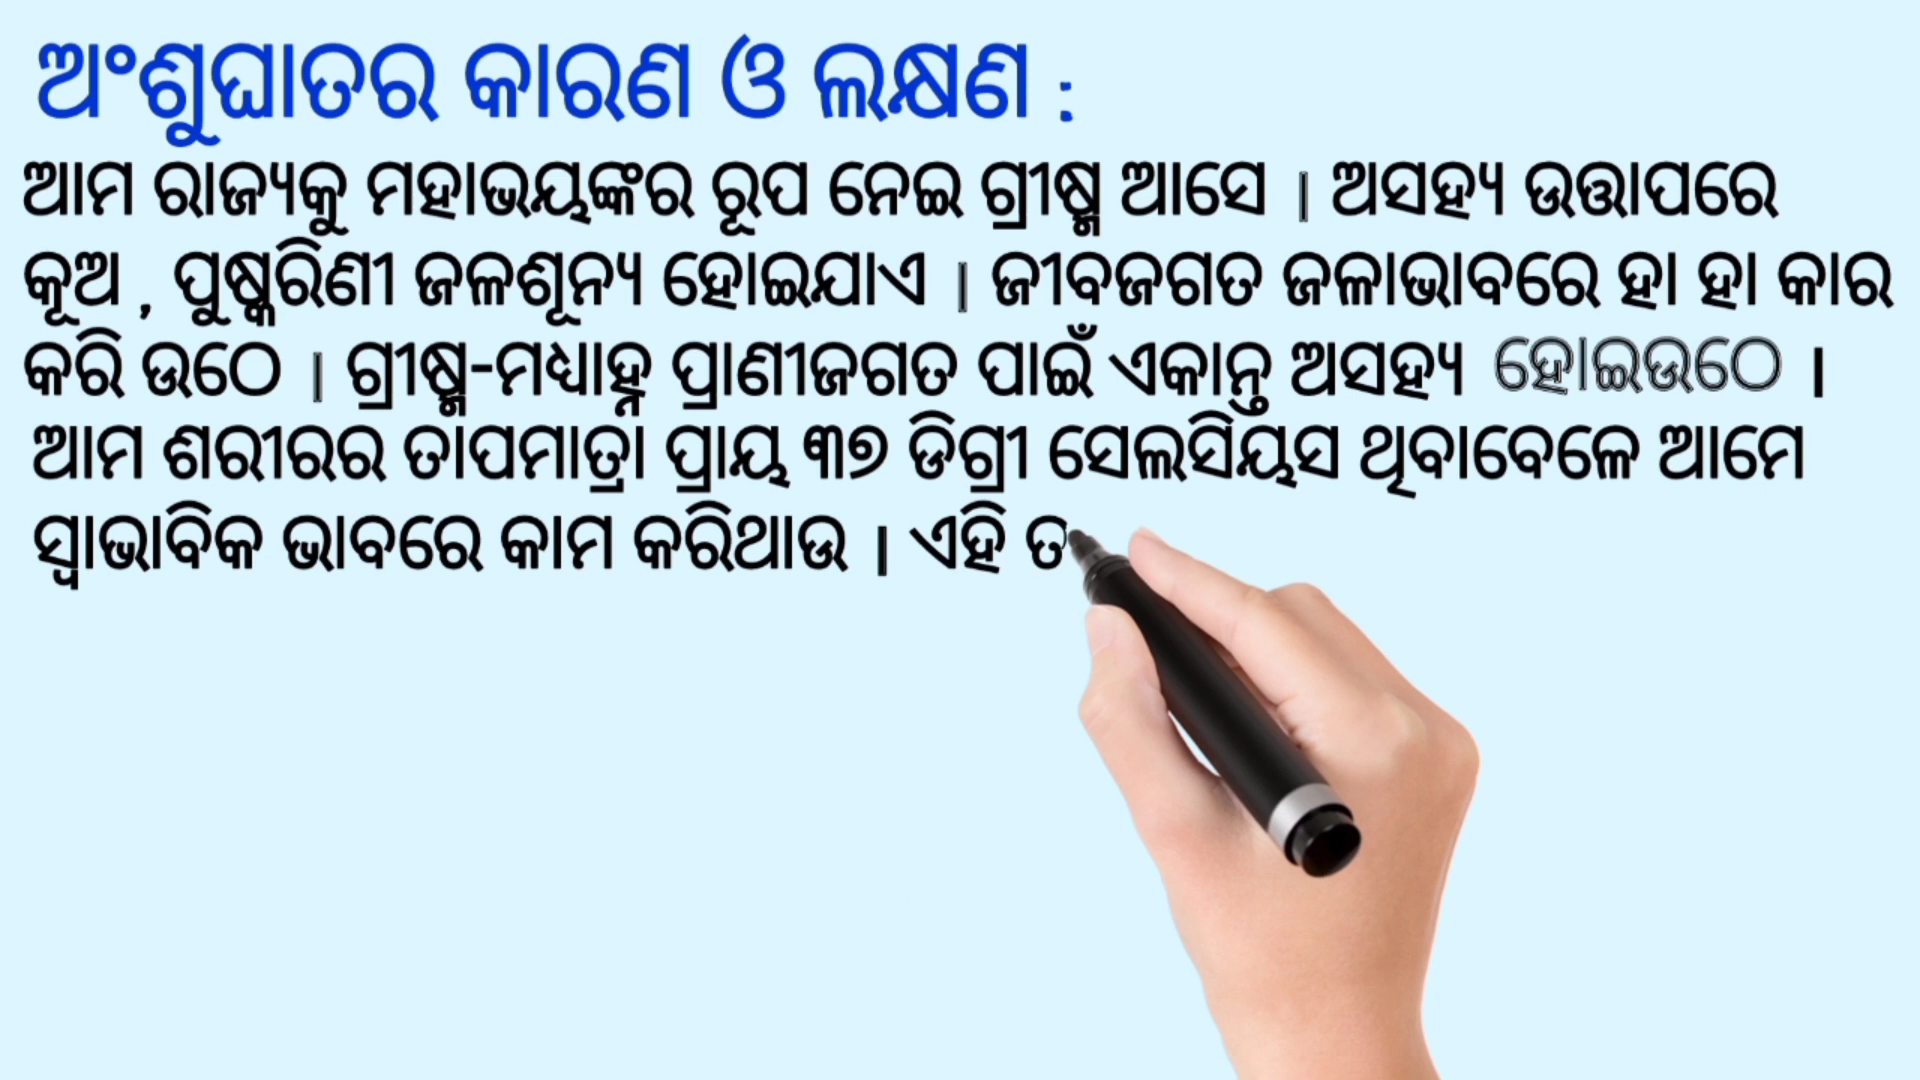 ଅଂଶୁଘାତର କାରଣ ଓ ଲକ୍ଷଣ :
ଆମ ରାଜ୍ୟକୁ ମହାଭୟଙ୍କର ରୂପ ନେଇ ଗ୍ରୀଷ୍ମ ଆସେ । ଅସହ୍ୟ ଉତ୍ତାପରେ
କୂଅ , ପୁଷ୍କରିଣୀ ଜଳଶୂନ୍ୟ ହୋଇଯାଏ । ଜୀବଜଗତ ଜଳାଭାବରେ ହା ହା କାର
କରି ଉଠେ । ଗ୍ରୀଷ୍ମ-ମଧ୍ୟାହ୍ନ ପ୍ରାଣୀଜଗତ ପାଇଁ ଏକାନ୍ତ ଅସହ୍ୟ ହୋଇଉଠେ ।
ଆମ ଶରୀରର ତାପମାତ୍ରା ପ୍ରାୟ ୩୭ ଡିଗ୍ରୀ ସେଲସିୟସ ଥିବାବେଳେ ଆମେ
ସ୍ୱାଭାବିକ ଭାବରେ କାମ କରିଥାଉ । ଏହି ତ